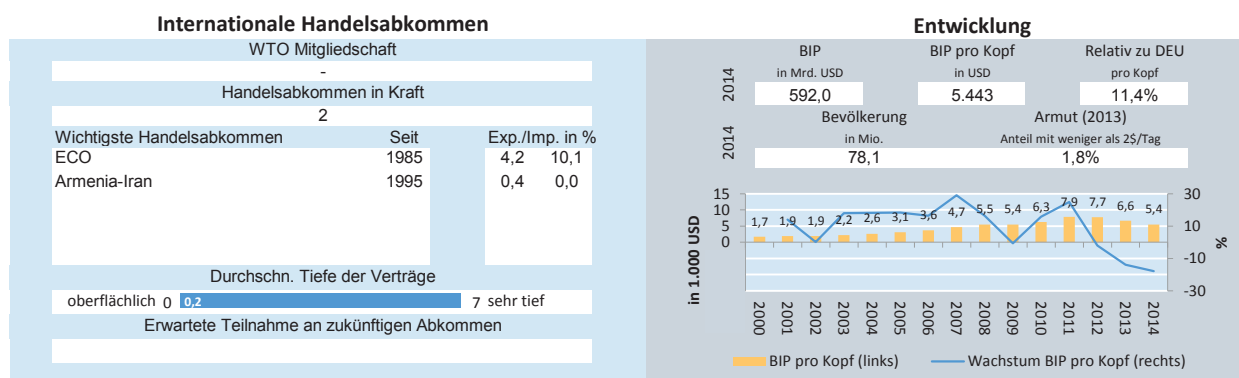 Internationale Handelsabkommen
WTO Mitgliedschaft
-
Handelsabkommen in Kraft
2
Wichtigste Handelsabkommen Seit Exp./Imp. in %
ECO 1985 4,2 10,1
Armenia-Iran 1995 0,4 0,0
Durchschn. Tiefe der Verträge
oberflächlich 0 0,2 7 sehr tief
Erwartete Teilnahme an zukünftigen Abkommen
Entwicklung
BIP BIP pro Kopf Relativ zu DEU
2014 in Mrd. USD in USD pro Kopf
592,0 5.443 11,4%
Bevölkerung Armut (2013)
2014 in Mio. Anteil mit weniger als 2$/Tag
78,1 1,8%
in 1.000 USD
15
10
5
0
1,7 1,9 1,9 2,2 2,6 3,1 3,6 4,7 5,5 5,4 6,3 7,9 7,7 6,6 5,4
30
10
-10
-30
%
2000 2001 2002 2003 2004 2005 2006 2007 2008 2009 2010 2011 2012 2013 2014
BIP pro Kopf (links) Wachstum BIP pro Kopf (rechts)